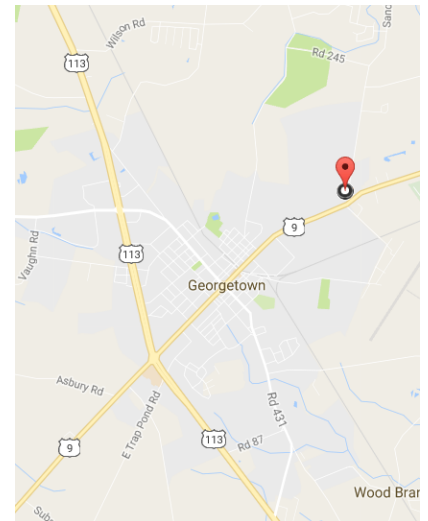 Wilson Rd
Sand
113
Rd 245
9
Vaughn Rd
113
Georgetown
Asbury Rd
E Trap Pond Rd
Rd 431
113
Rd 87
9
Wood Bran